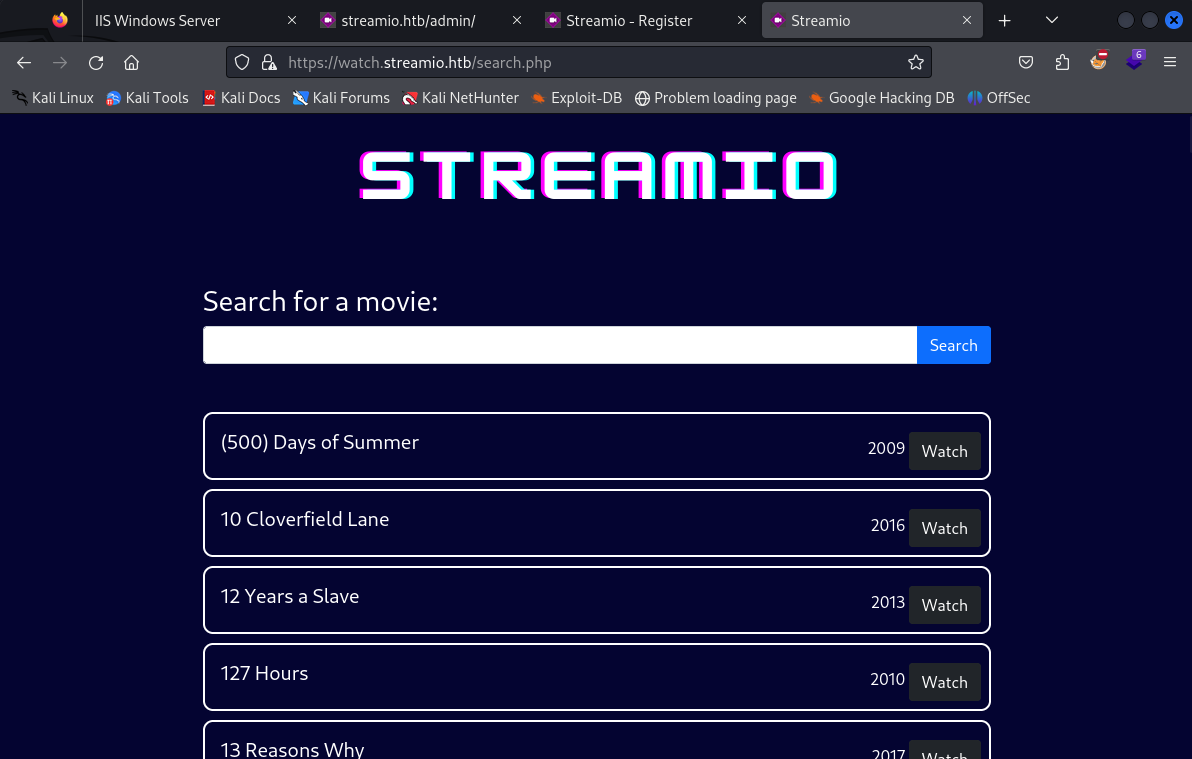 IIS Windows Server
streamio.htb/admin/
Streamio - Register
Streamio
https://watch.streamio.htb/search.php
6
Kali Linux
Kali Tools
Kali Docs
Kali Forums
Kali NetHunter
Exploit-DB
Problem loading page
Google Hacking DB
OffSec
STREAMIO
Search for a movie:
Search
(500) Days of Summer
2009
Watch
10 Cloverfield Lane
2016
Watch
12 Years a Slave
2013
Watch
127 Hours
2010
Watch
13 Reasons Why
2017
Watch